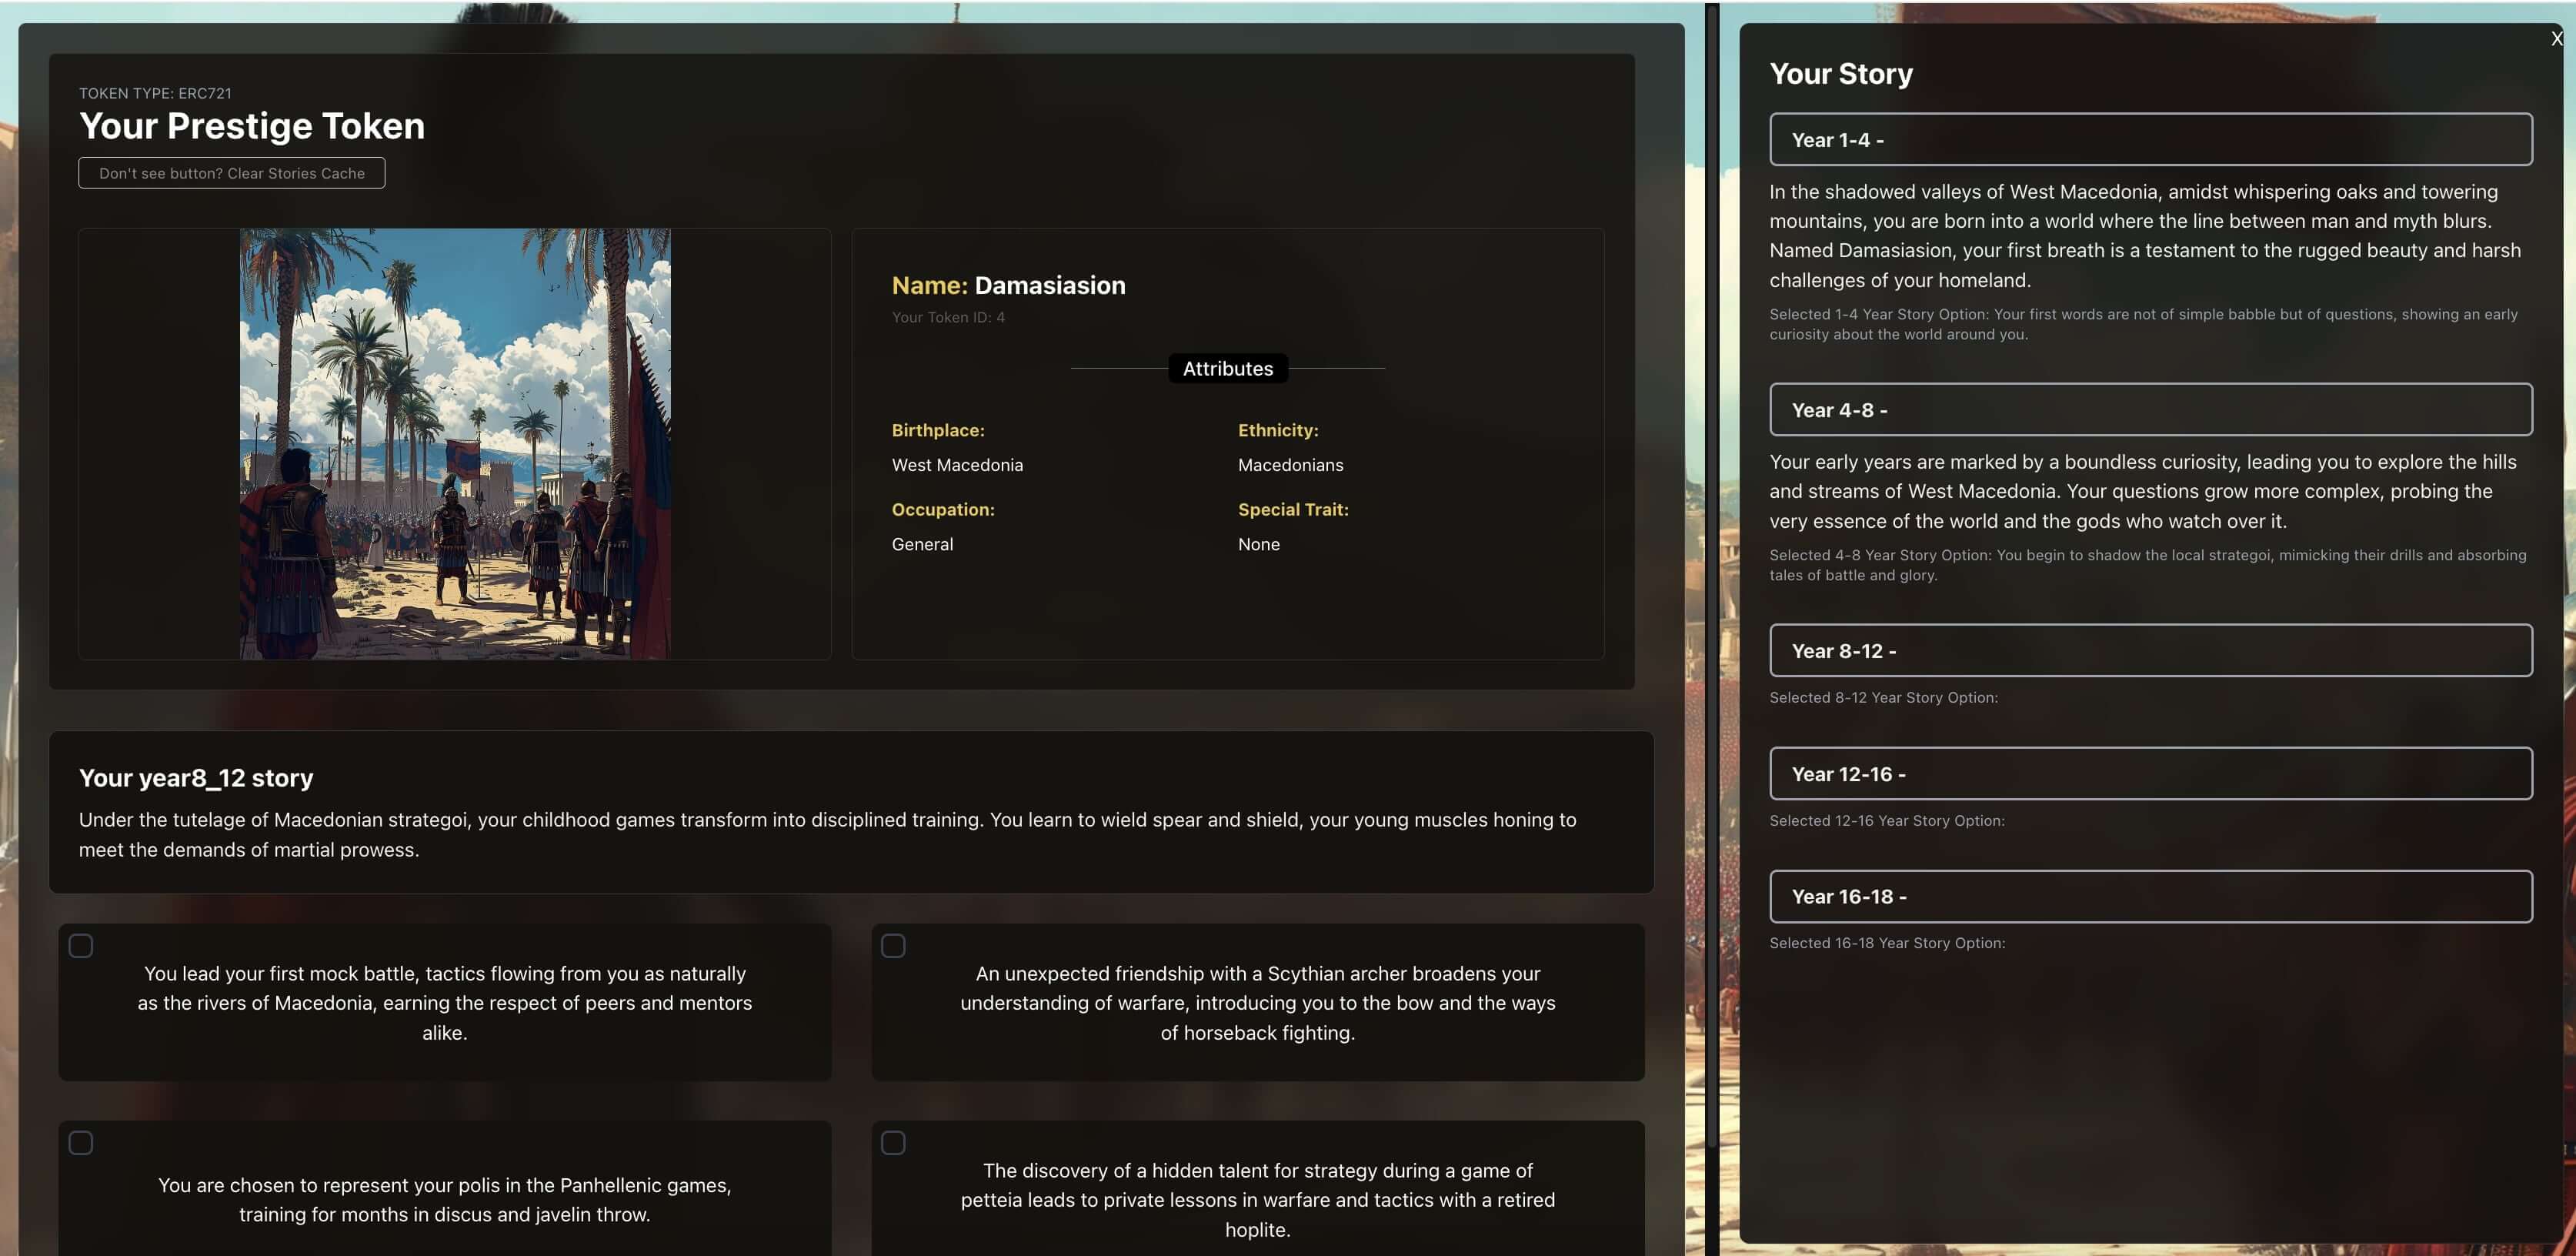 TOKEN TYPE: ERC721
Your Prestige Token
Don't see button? Clear Stories Cache
Name: Damasiasion
Your Token ID: 4
Attributes
Birthplace:
West Macedonia
Ethnicity:
Macedonians
Occupation:
General
Special Trait:
None
Your year8_12 story
Under the tutelage of Macedonian strategoi, your childhood games transform into disciplined training. You learn to wield spear and shield, your young muscles honing to
meet the demands of martial prowess.
You lead your first mock battle, tactics flowing from you as naturally
as the rivers of Macedonia, earning the respect of peers and mentors
alike.
An unexpected friendship with a Scythian archer broadens your
understanding of warfare, introducing you to the bow and the ways
of horseback fighting.
You are chosen to represent your polis in the Panhellenic games,
training for months in discus and javelin throw.
The discovery of a hidden talent for strategy during a game of
petteia leads to private lessons in warfare and tactics with a retired
hoplite.
X
Your Story
Year 1-4 -
In the shadowed valleys of West Macedonia, amidst whispering oaks and towering
mountains, you are born into a world where the line between man and myth blurs.
Named Damasiasion, your first breath is a testament to the rugged beauty and harsh
challenges of your homeland.
Selected 1-4 Year Story Option: Your first words are not of simple babble but of questions, showing an early
curiosity about the world around you.
Year 4-8 -
Your early years are marked by a boundless curiosity, leading you to explore the hills
and streams of West Macedonia. Your questions grow more complex, probing the
very essence of the world and the gods who watch over it.
Selected 4-8 Year Story Option: You begin to shadow the local strategoi, mimicking their drills and absorbing
tales of battle and glory.
Year 8-12 -
Selected 8-12 Year Story Option:
Year 12-16 -
Selected 12-16 Year Story Option:
Year 16-18 -
Selected 16-18 Year Story Option: